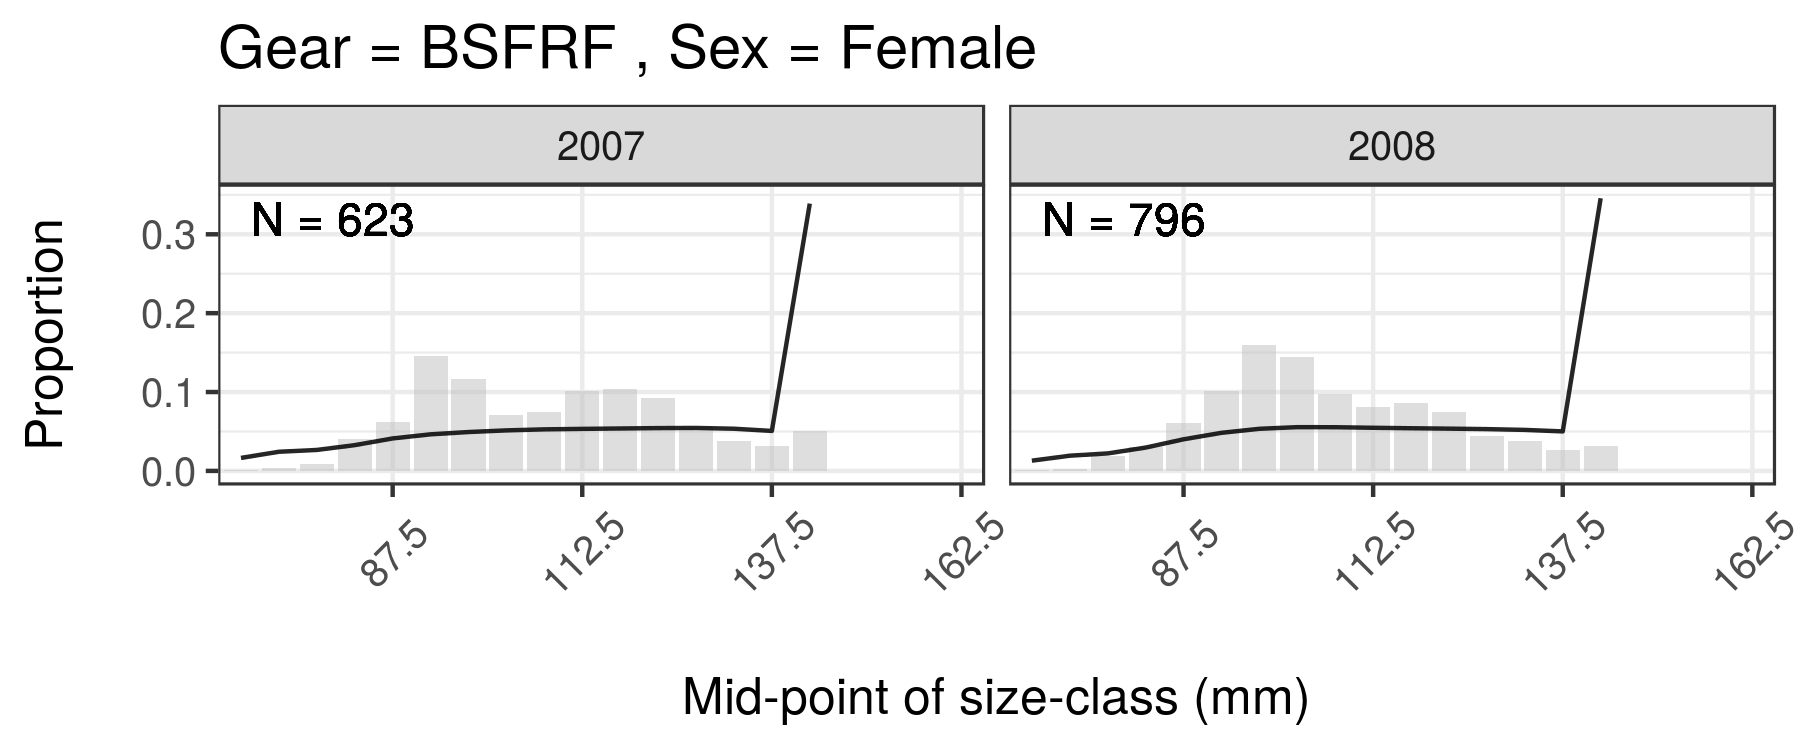 Gear = BSFRF , Sex = Female
2007
2008
N = 623
N = 796
Proportion
0.3
0.2
0.1
0.0
87.5
112.5
137.5
162.5
87.5
112.5
137.5
162.5
Mid-point of size-class (mm)